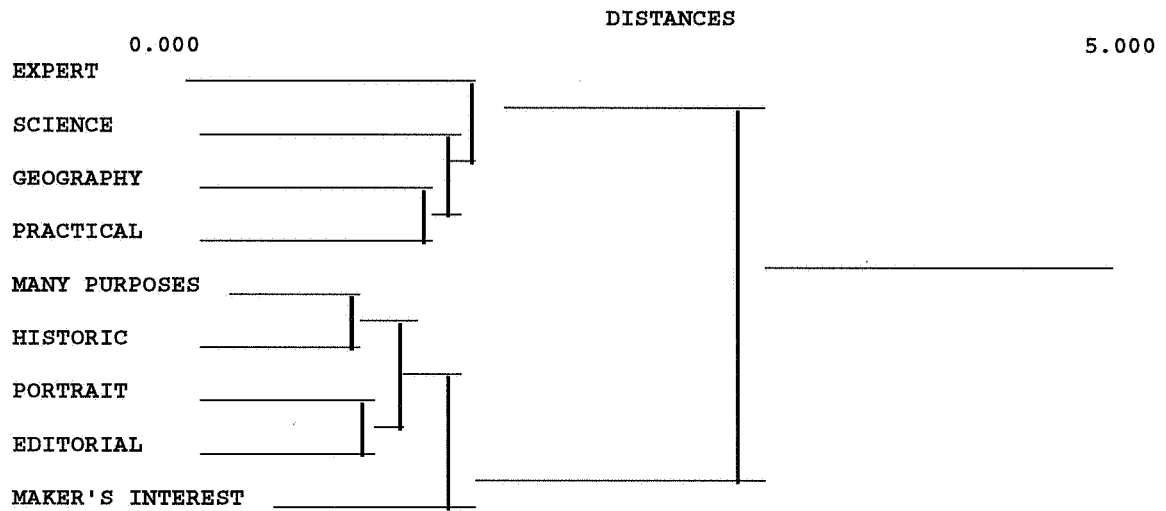 DISTANCES
0.000 5.000
EXPERT
SCIENCE
GEOGRAPHY
PRACTICAL
MANY PURPOSES
HISTORIC
PORTRAIT
EDITORIAL
MAKER'S INTEREST